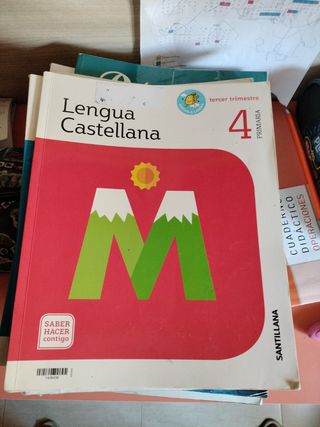 Lengua
Castellana
tercer trimestre
4
PRIMARIA
M
SABER
HACER
contigo
SANTILLANA
CUADERNO
DIDÁCTICO
OPERACIONES